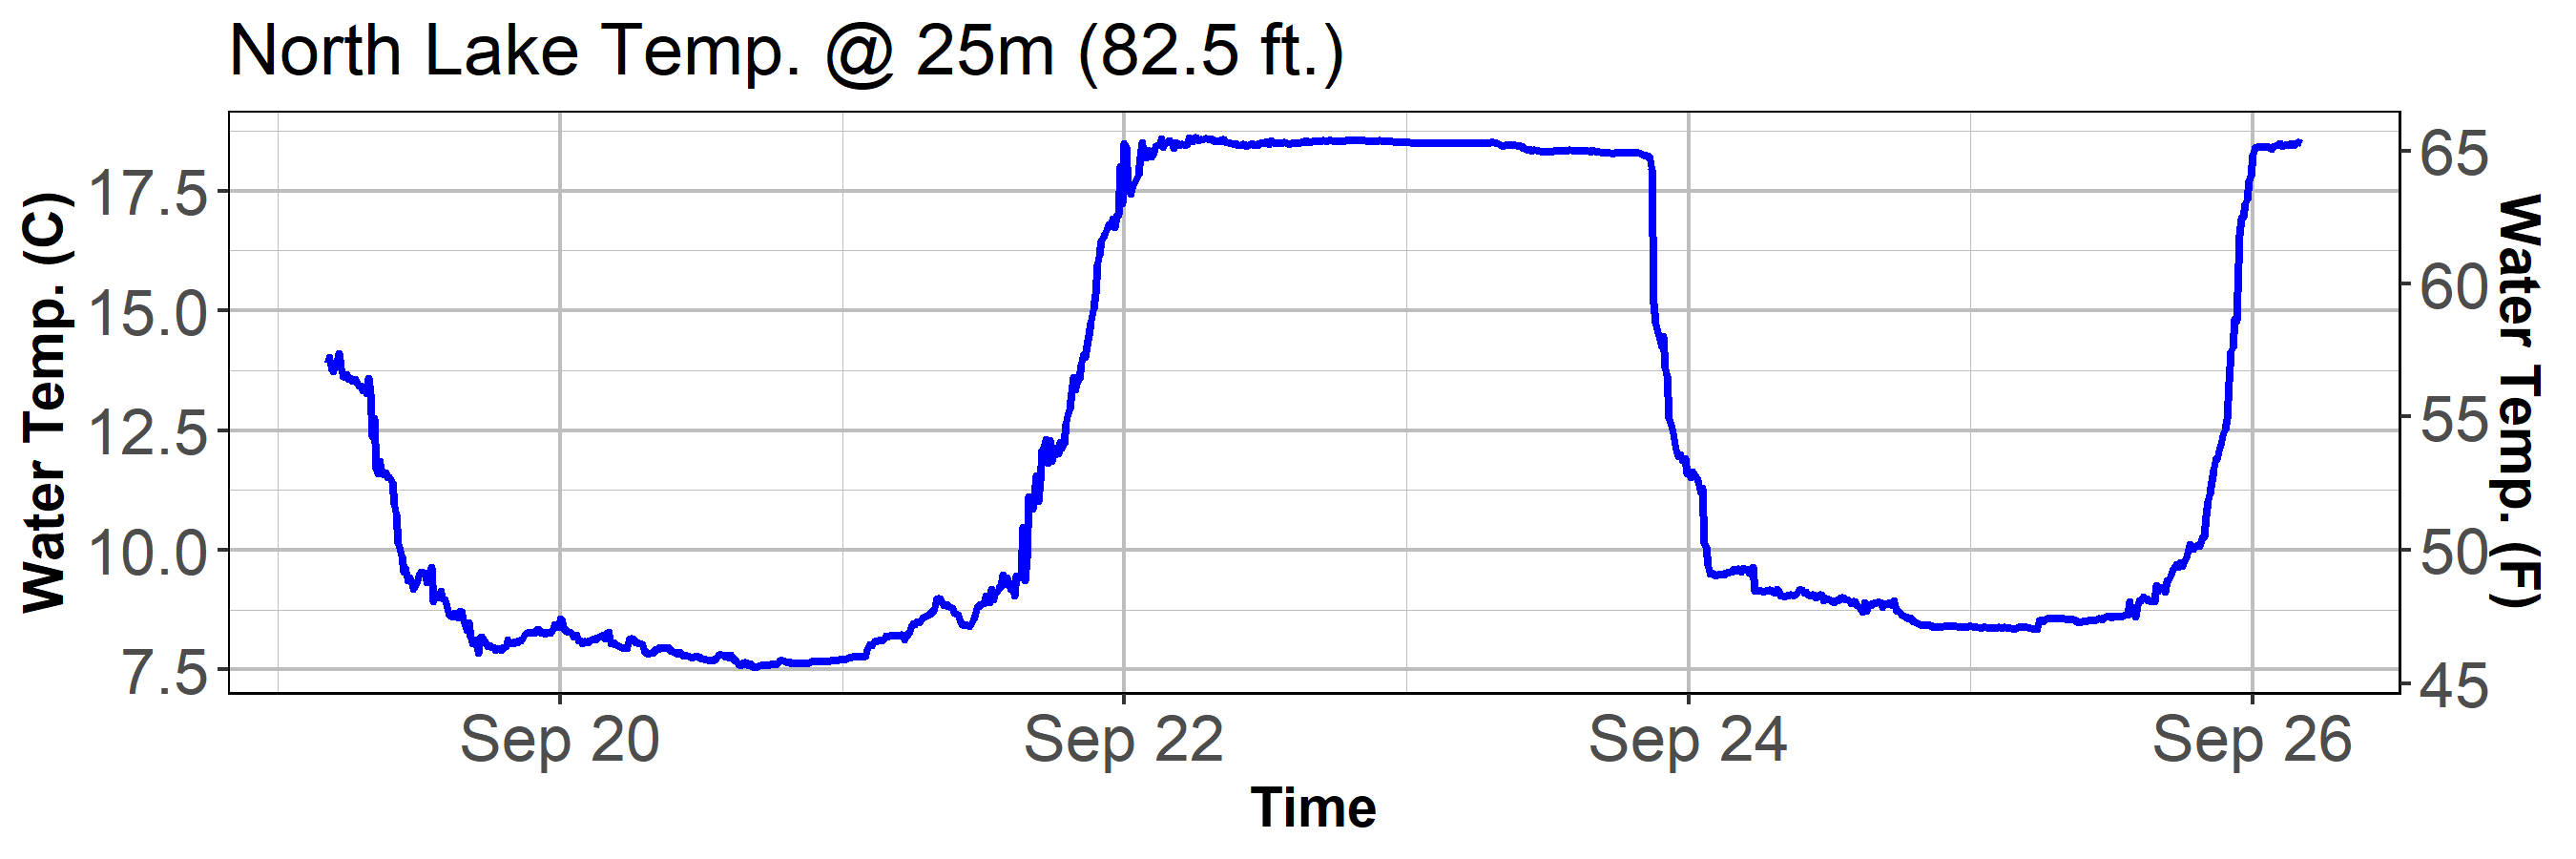 North Lake Temp. @ 25m (82.5 ft.)
Water Temp. (C)
17.5
15.0
12.5
10.0
7.5
65
60
55
50
45
Water Temp. (F)
Sep 20 Sep 22 Sep 24 Sep 26
Time